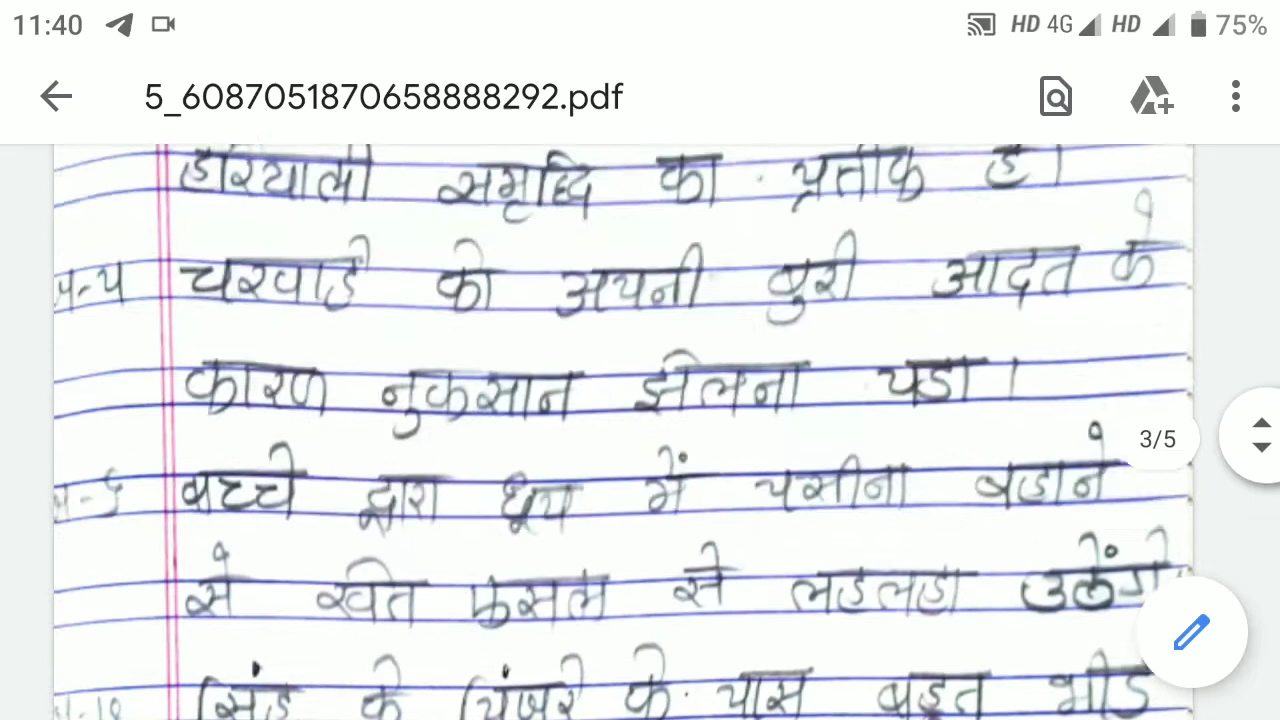 11:40 HD 4G HD 75%
5_6087051870658888292.pdf
हरियाली समृद्धि का प्रतीक है।
चरवाहे को अपनी बुरी आदत के
कारण नुकसान झेलना पडा।
3/5
बच्चे द्वारा धूप में पसीना बहाने
से खेत फसल से लहलहा उठेंगे
सिंह के पिंजरे के पास बहुत भीड